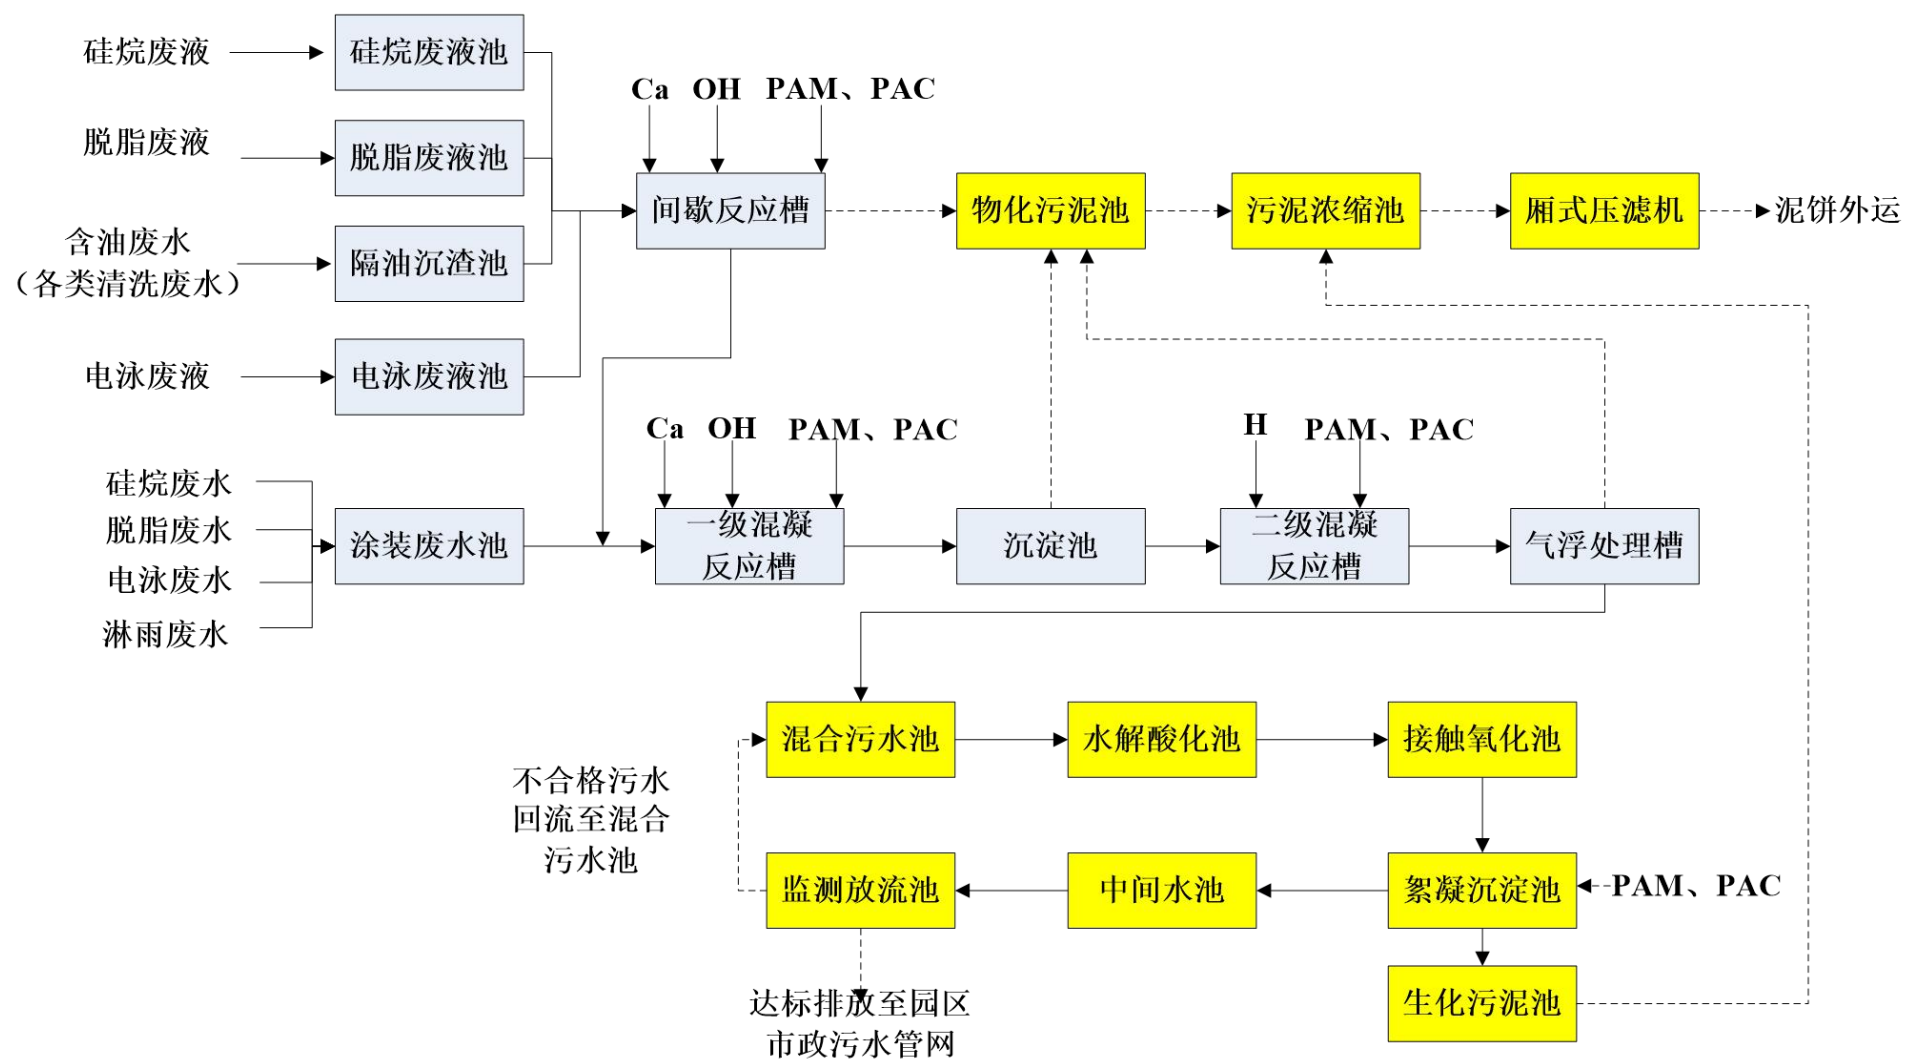 硅烷废液
硅烷废液池
脱脂废液
脱脂废液池
含油废水
（各类清洗废水）
隔油沉渣池
电泳废液
电泳废液池
Ca
OH
PAM、PAC
间歇反应槽
物化污泥池
污泥浓缩池
厢式压滤机
泥饼外运
硅烷废水
脱脂废水
电泳废水
淋雨废水
涂装废水池
Ca
OH
PAM、PAC
一级混凝
反应槽
沉淀池
H
PAM、PAC
二级混凝
反应槽
气浮处理槽
混合污水池
水解酸化池
接触氧化池
不合格污水
回流至混合
污水池
监测放流池
中间水池
絮凝沉淀池
PAM、PAC
生化污泥池
达标排放至园区
市政污水管网